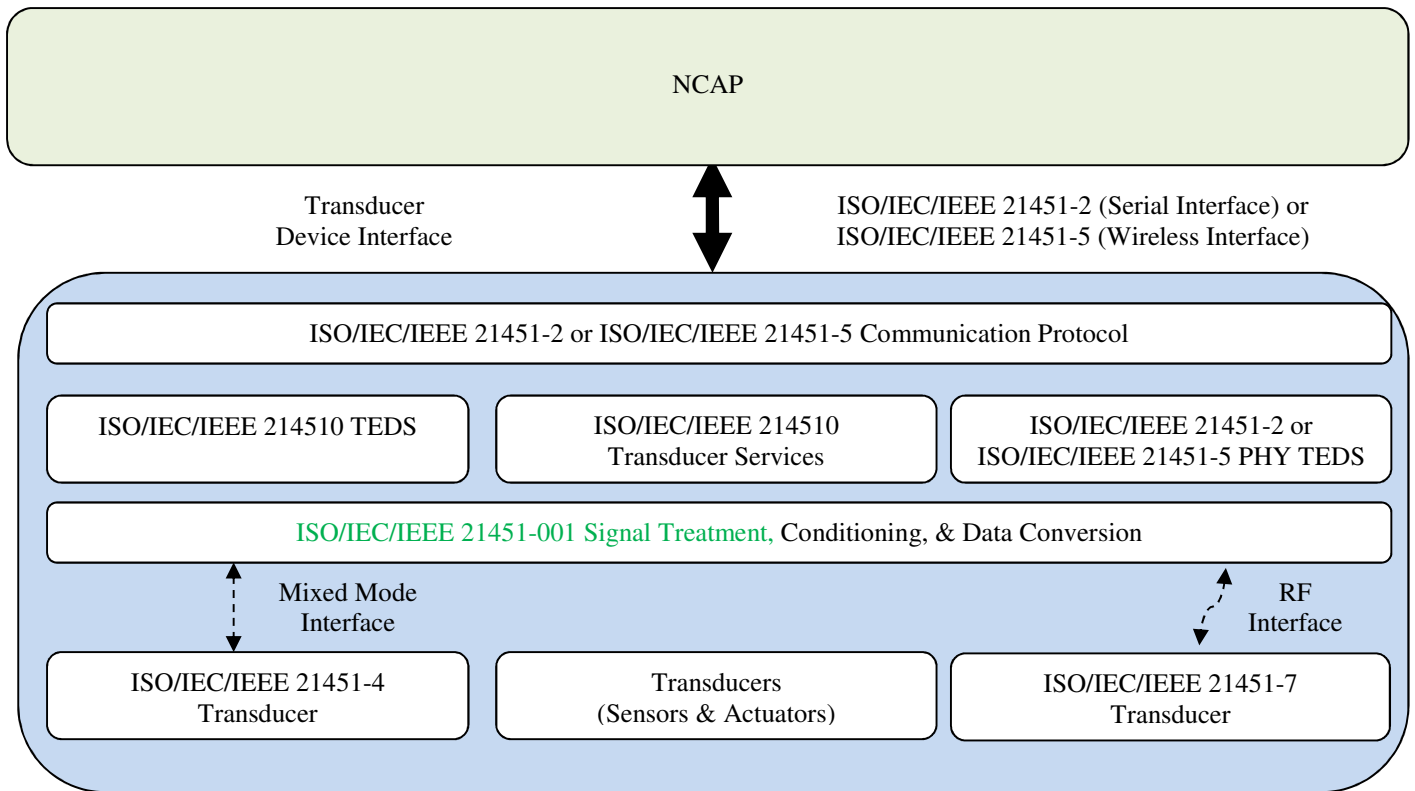 NCAP
Transducer
Device Interface
ISO/IEC/IEEE 21451-2 (Serial Interface) or
ISO/IEC/IEEE 21451-5 (Wireless Interface)
ISO/IEC/IEEE 21451-2 or ISO/IEC/IEEE 21451-5 Communication Protocol
ISO/IEC/IEEE 214510 TEDS
ISO/IEC/IEEE 214510
Transducer Services
ISO/IEC/IEEE 21451-2 or
ISO/IEC/IEEE 21451-5 PHY TEDS
ISO/IEC/IEEE 21451-001 Signal Treatment, Conditioning, & Data Conversion
Mixed Mode
Interface
RF
Interface
ISO/IEC/IEEE 21451-4
Transducer
Transducers
(Sensors & Actuators)
ISO/IEC/IEEE 21451-7
Transducer